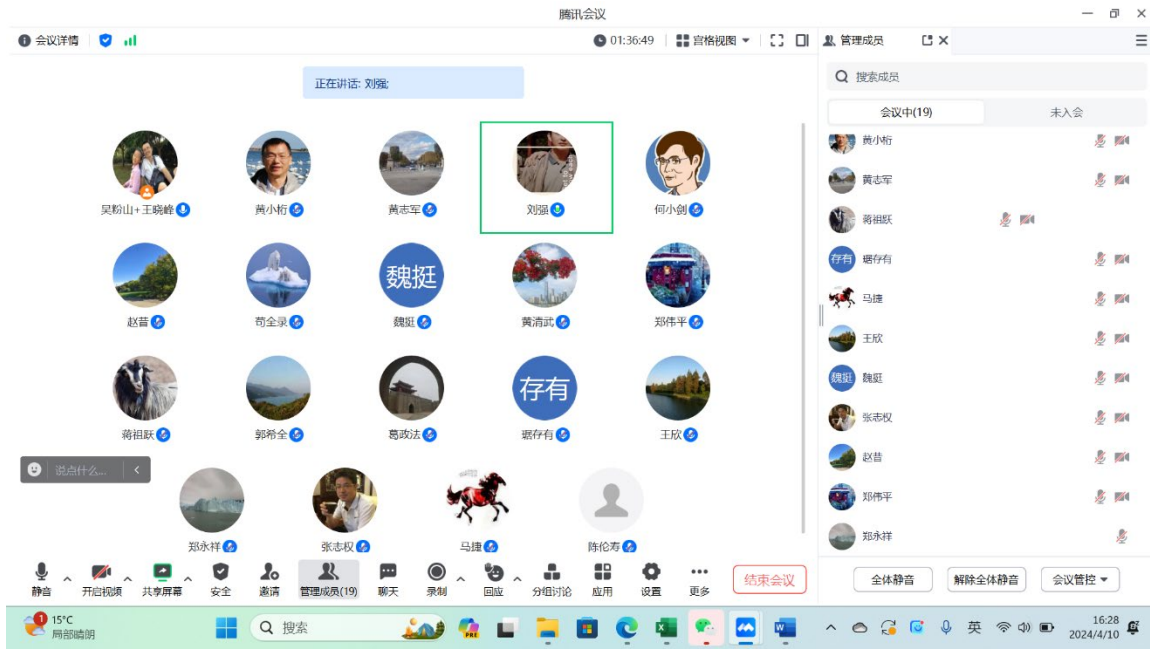 腾讯会议
会议详情
01:36:49 宫格视图
管理成员
正在讲话: 刘强;
搜索成员
会议中(19) 未入会
吴粉山+王晓峰 黄小桁 黄志军 刘强 何小剑
赵昔 苟全录 魏挺 黄清武 郑伟平
魏挺
蒋祖跃 郭希全 葛政法 琚存有 王欣
存有
说点什么...
郑永祥 张志权 马捷 陈伦寿
黄小桁
黄志军
蒋祖跃
存有 琚存有
马捷
王欣
魏挺 魏挺
张志权
赵昔
郑伟平
郑永祥
静音 开启视频 共享屏幕 安全 邀请 管理成员(19) 聊天 录制 回应 分组讨论 应用 设置 更多 结束会议
全体静音 解除全体静音 会议管控
1 15°C
局部晴朗
搜索
PRE
英
16:28
2024/4/10